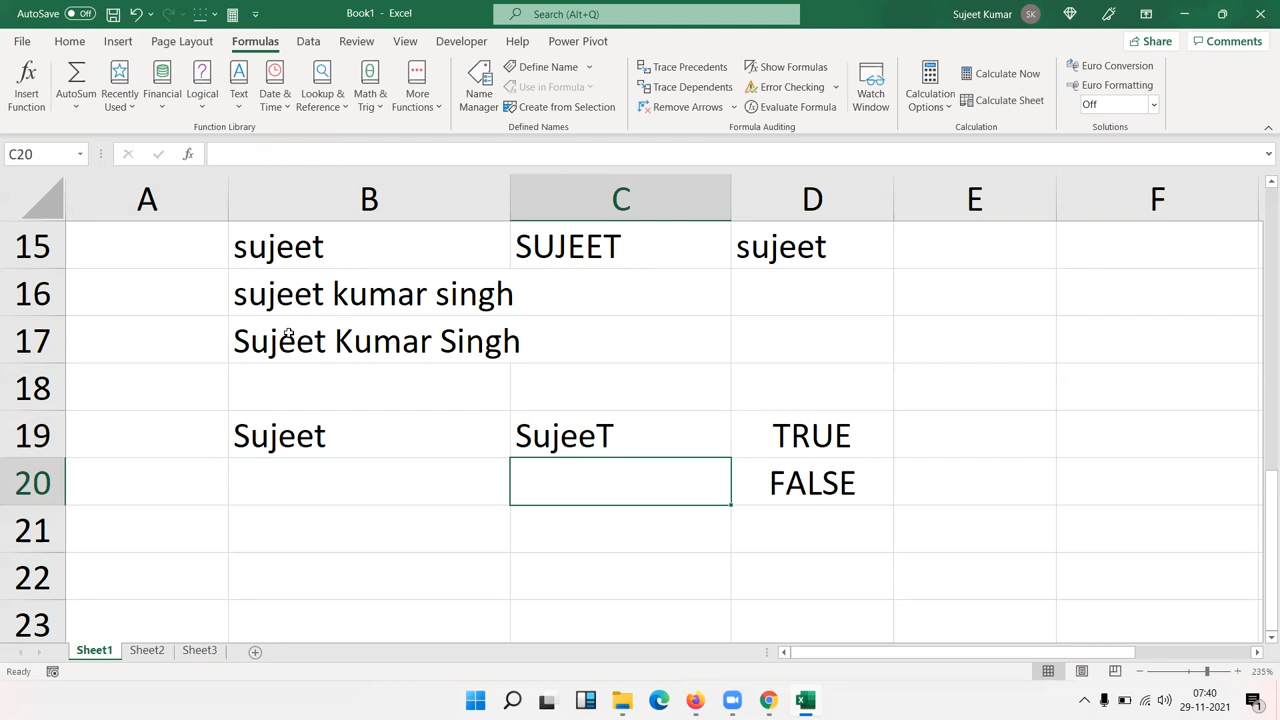 AutoSave Off Book1 - Excel Search (Alt+Q) Sujeet Kumar SK
File Home Insert Page Layout Formulas Data Review View Developer Help Power Pivot Share Comments
Insert Function
AutoSum
Recently Used
Financial
Logical
Text
Date & Time
Lookup & Reference
Math & Trig
More Functions
Function Library
Name Manager
Define Name
Use in Formula
Create from Selection
Defined Names
Trace Precedents
Trace Dependents
Remove Arrows
Show Formulas
Error Checking
Evaluate Formula
Formula Auditing
Watch Window
Calculation Options
Calculate Now
Calculate Sheet
Calculation
Euro Conversion
Euro Formatting
Off
Solutions
C20 fx
A B C D E F
15 sujeet SUJEET sujeet
16 sujeet kumar singh
17 Sujeet Kumar Singh
18
19 Sujeet SujeeT TRUE
20 FALSE
21
22
23
Sheet1 Sheet2 Sheet3
Ready 235%
07:40
29-11-2021
1